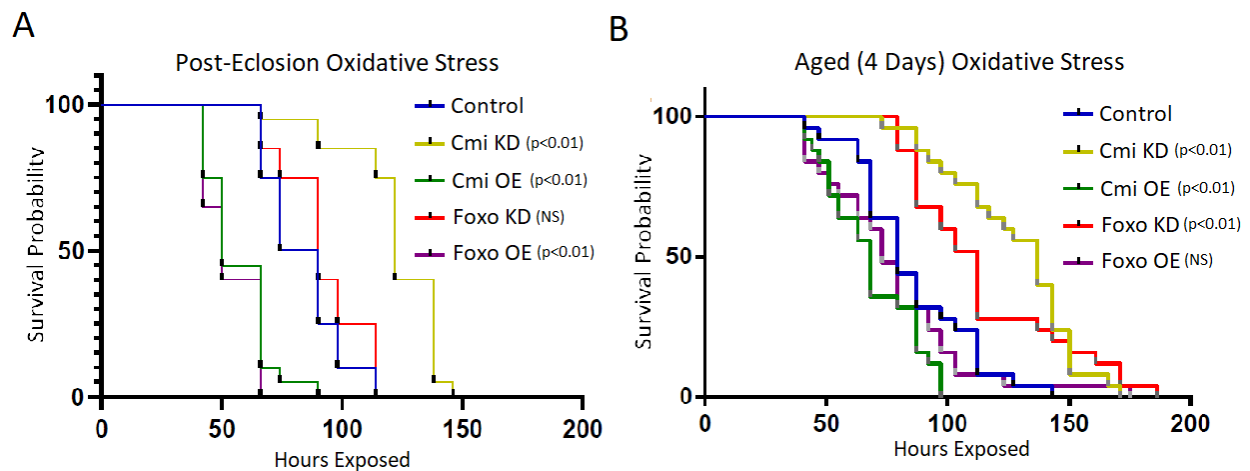 A
Post-Eclosion Oxidative Stress
Survival Probability
100
50
0
0 50 100 150 200
Hours Exposed
Control
Cmi KD (p<0.01)
Cmi OE (p<0.01)
Foxo KD (NS)
Foxo OE (p<0.01)
B
Aged (4 Days) Oxidative Stress
Survival Probability
100
50
0
0 50 100 150 200
Hours Exposed
Control
Cmi KD (p<0.01)
Cmi OE (p<0.01)
Foxo KD (p<0.01)
Foxo OE (NS)